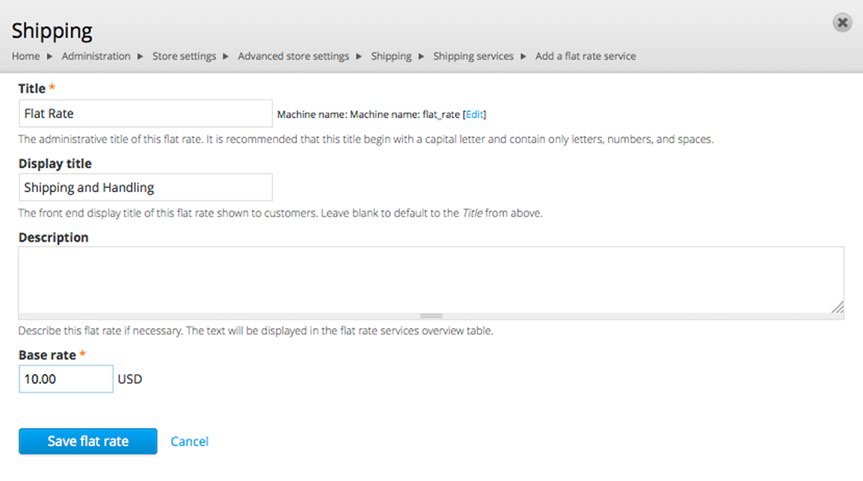 Shipping
Home ▶ Administration ▶ Store settings ▶ Advanced store settings ▶ Shipping ▶ Shipping services ▶ Add a flat rate service
Title *
Flat Rate Machine name: Machine name: flat_rate [Edit]
The administrative title of this flat rate. It is recommended that this title begin with a capital letter and contain only letters, numbers, and spaces.
Display title
Shipping and Handling
The front end display title of this flat rate shown to customers. Leave blank to default to the Title from above.
Description
Describe this flat rate if necessary. The text will be displayed in the flat rate services overview table.
Base rate *
10.00 USD
Save flat rate Cancel